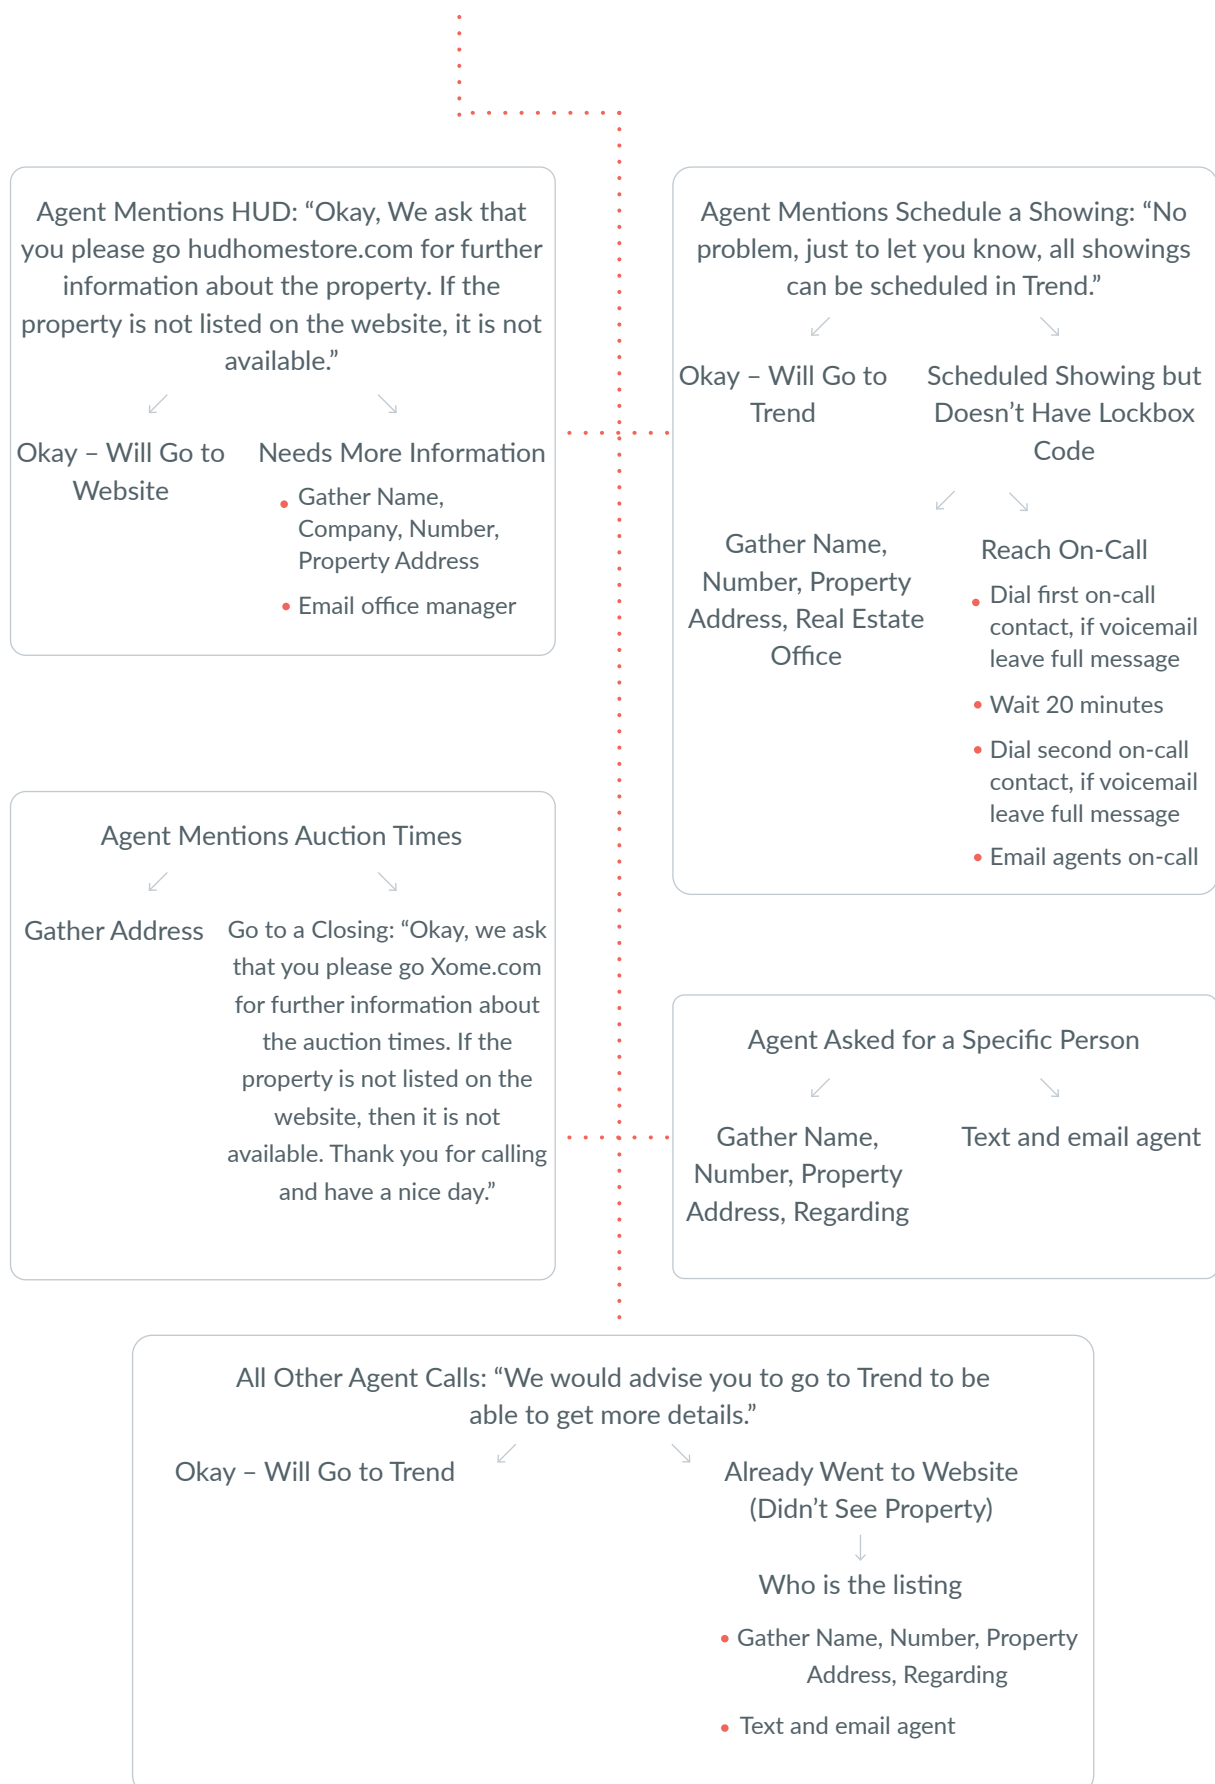 Agent Mentions HUD: “Okay, We ask that
you please go hudhomestore.com for further
information about the property. If the
property is not listed on the website, it is not
available.”
Okay – Will Go to
Website
Needs More Information
Gather Name,
Company, Number,
Property Address
Email office manager
Agent Mentions Schedule a Showing: “No
problem, just to let you know, all showings
can be scheduled in Trend.”
Okay – Will Go to
Trend
Scheduled Showing but
Doesn’t Have Lockbox
Code
Gather Name,
Number, Property
Address, Real Estate
Office
Reach On-Call
Dial first on-call
contact, if voicemail
leave full message
Wait 20 minutes
Dial second on-call
contact, if voicemail
leave full message
Email agents on-call
Agent Mentions Auction Times
Gather Address
Go to a Closing: “Okay, we ask
that you please go Xome.com
for further information about
the auction times. If the
property is not listed on the
website, then it is not
available. Thank you for calling
and have a nice day.”
Agent Asked for a Specific Person
Gather Name,
Number, Property
Address, Regarding
Text and email agent
All Other Agent Calls: “We would advise you to go to Trend to be
able to get more details.”
Okay – Will Go to Trend
Already Went to Website
(Didn’t See Property)
Who is the listing
Gather Name, Number, Property
Address, Regarding
Text and email agent